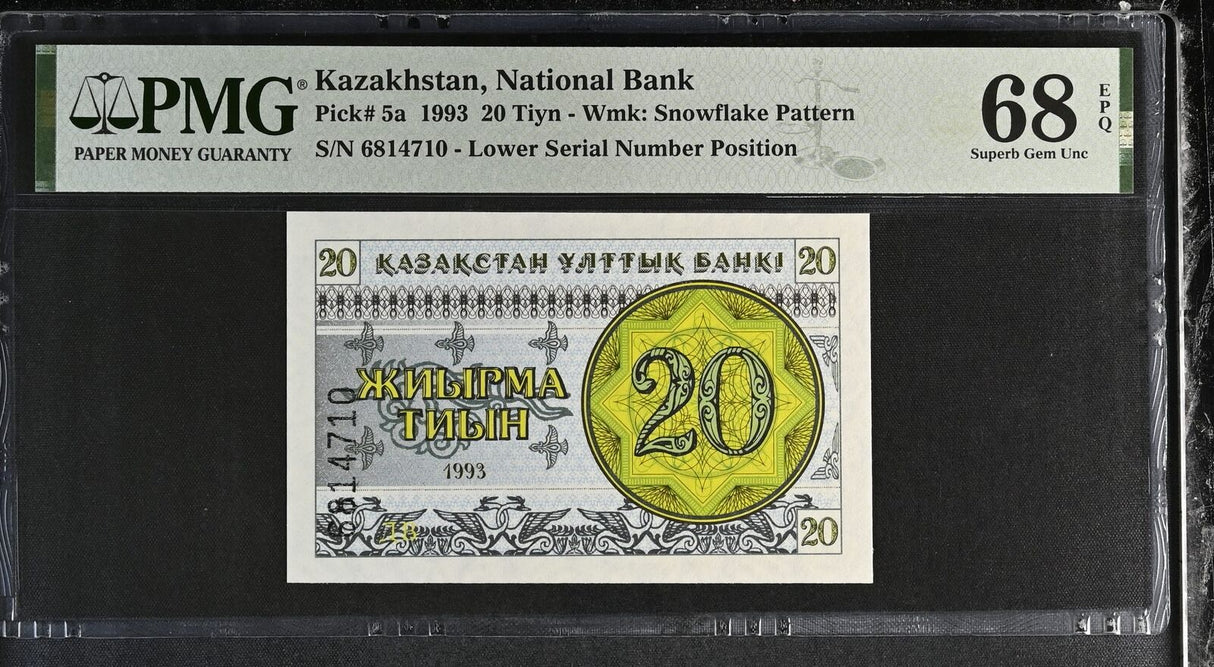 PMG®
PAPER MONEY GUARANTY
Kazakhstan, National Bank
Pick# 5a 1993 20 Tiyn - Wmk: Snowflake Pattern
S/N 6814710 - Lower Serial Number Position
68
EPQ
Superb Gem Unc
20 ҚАЗАҚСТАН ҰЛТТЫҚ БАНКІ 20
ЖИЫРМА
ТИЫН
20
1993
6814710
ТВ
20